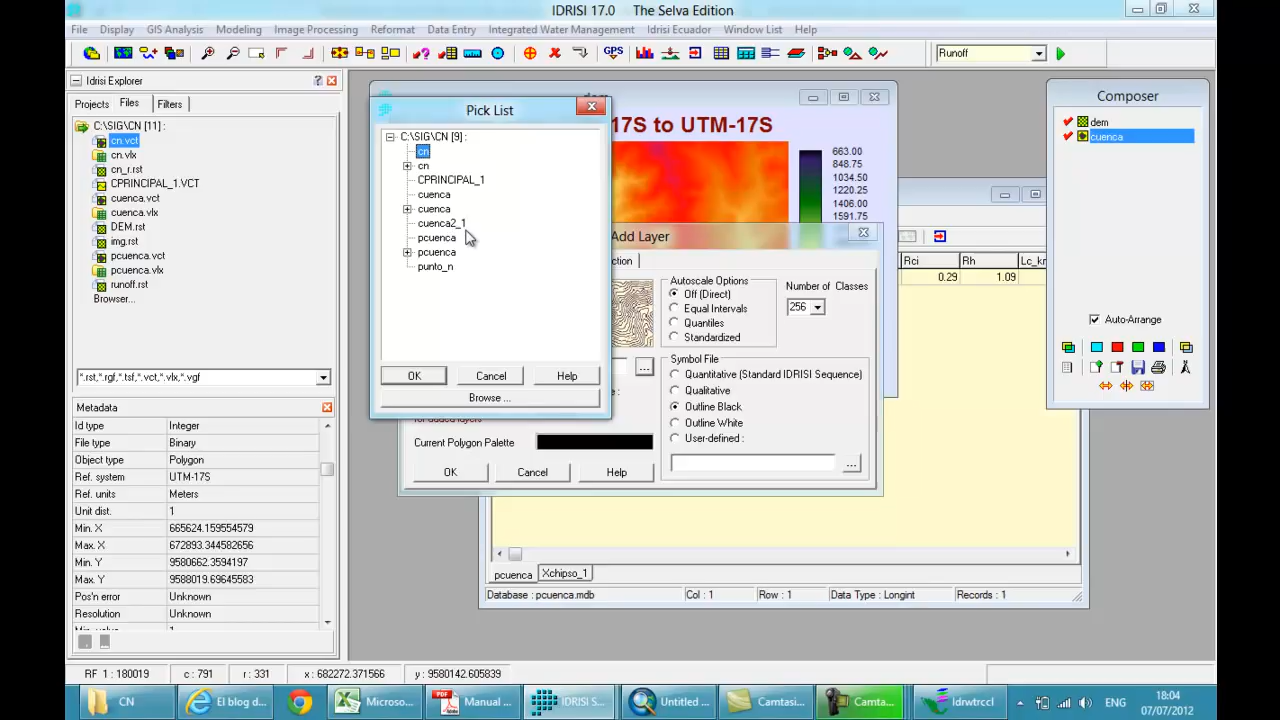 IDRISI 17.0 The Selva Edition
File Display GIS Analysis Modeling Image Processing Reformat Data Entry Integrated Water Management Idrisi Ecuador Window List Help
GPS
Runoff
Idrisi Explorer
Projects Files Filters
C:\SIG\CN [11] :
cn.vct
cn.vlx
cn_r.rst
CPRINCIPAL_1.VCT
cuenca.vct
cuenca.vlx
DEM.rst
img.rst
pcuenca.vct
pcuenca.vlx
runoff.rst
Browse...
*.rst,*.rgf,*.tsf,*.vct,*.vlx,*.vgf
Metadata
Id type Integer
File type Binary
Object type Polygon
Ref. system UTM-17S
Ref. units Meters
Unit dist. 1
Min. X 665624.159554579
Max. X 672893.344582656
Min. Y 9580662.3594197
Max. Y 9588019.69645583
Pos'n error Unknown
Resolution Unknown
Pick List
C:\SIG\CN [9] :
cn
cn
CPRINCIPAL_1
cuenca
cuenca
cuenca2_1
pcuenca
pcuenca
punto_n
OK Cancel Help
Browse ...
17S to UTM-17S
663.00
848.75
1034.50
1220.25
1406.00
1591.75
Add Layer
Autoscale Options
Off (Direct)
Equal Intervals
Quantiles
Standardized
Number of Classes
256
Symbol File
Quantitative (Standard IDRISI Sequence)
Qualitative
Outline Black
Outline White
User-defined :
...
...
for added layers
Current Polygon Palette
OK Cancel Help
Rci Rh
0.29 1.09
pcuenca Xchipso_1
Database : pcuenca.mdb Col : 1 Row : 1 Data Type : Longint Records : 1
Composer
dem
cuenca
Auto-Arrange
RF 1 : 180019 c : 791 r : 331 x : 682272.371566 y : 9580142.605839
CN El blog d... Microso... Manual ... IDRISI S... Untitled ... Camtasi... Camta... Idrwtrccl
ENG
18:04
07/07/2012